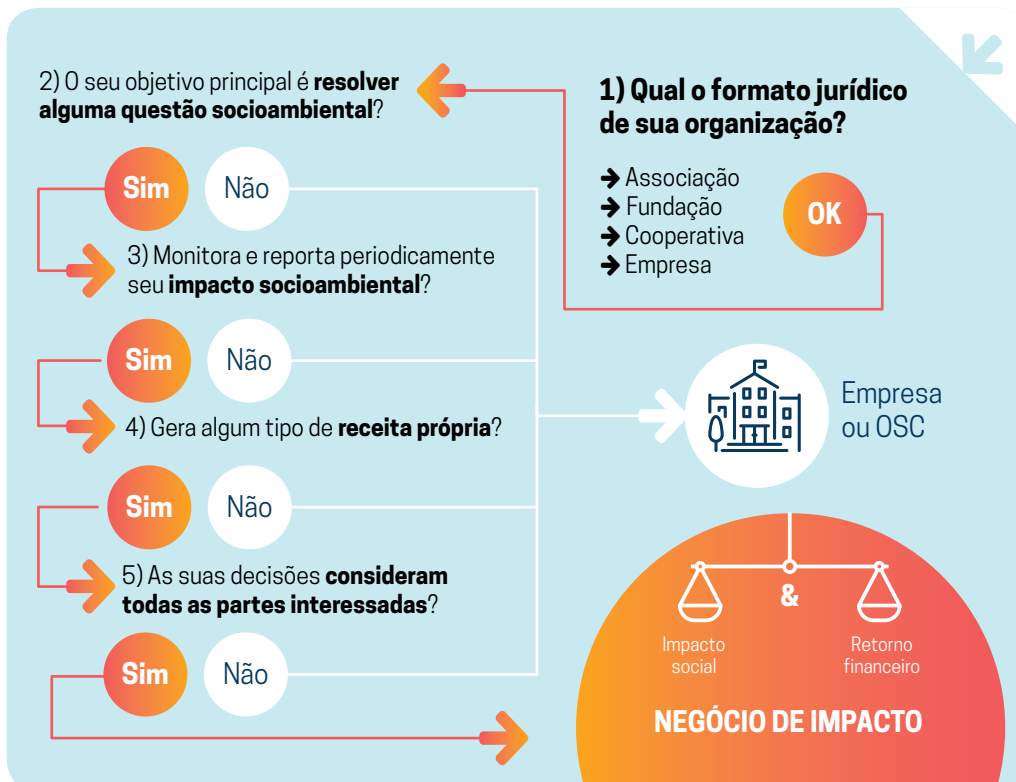 1) Qual o formato jurídico
de sua organização?
→ Associação
→ Fundação
→ Cooperativa
→ Empresa
OK
2) O seu objetivo principal é resolver
alguma questão socioambiental?
Sim Não
3) Monitora e reporta periodicamente
seu impacto socioambiental?
Sim Não
4) Gera algum tipo de receita própria?
Sim Não
5) As suas decisões consideram
todas as partes interessadas?
Sim Não
Empresa
ou OSC
&
Impacto
social
Retorno
financeiro
NEGÓCIO DE IMPACTO